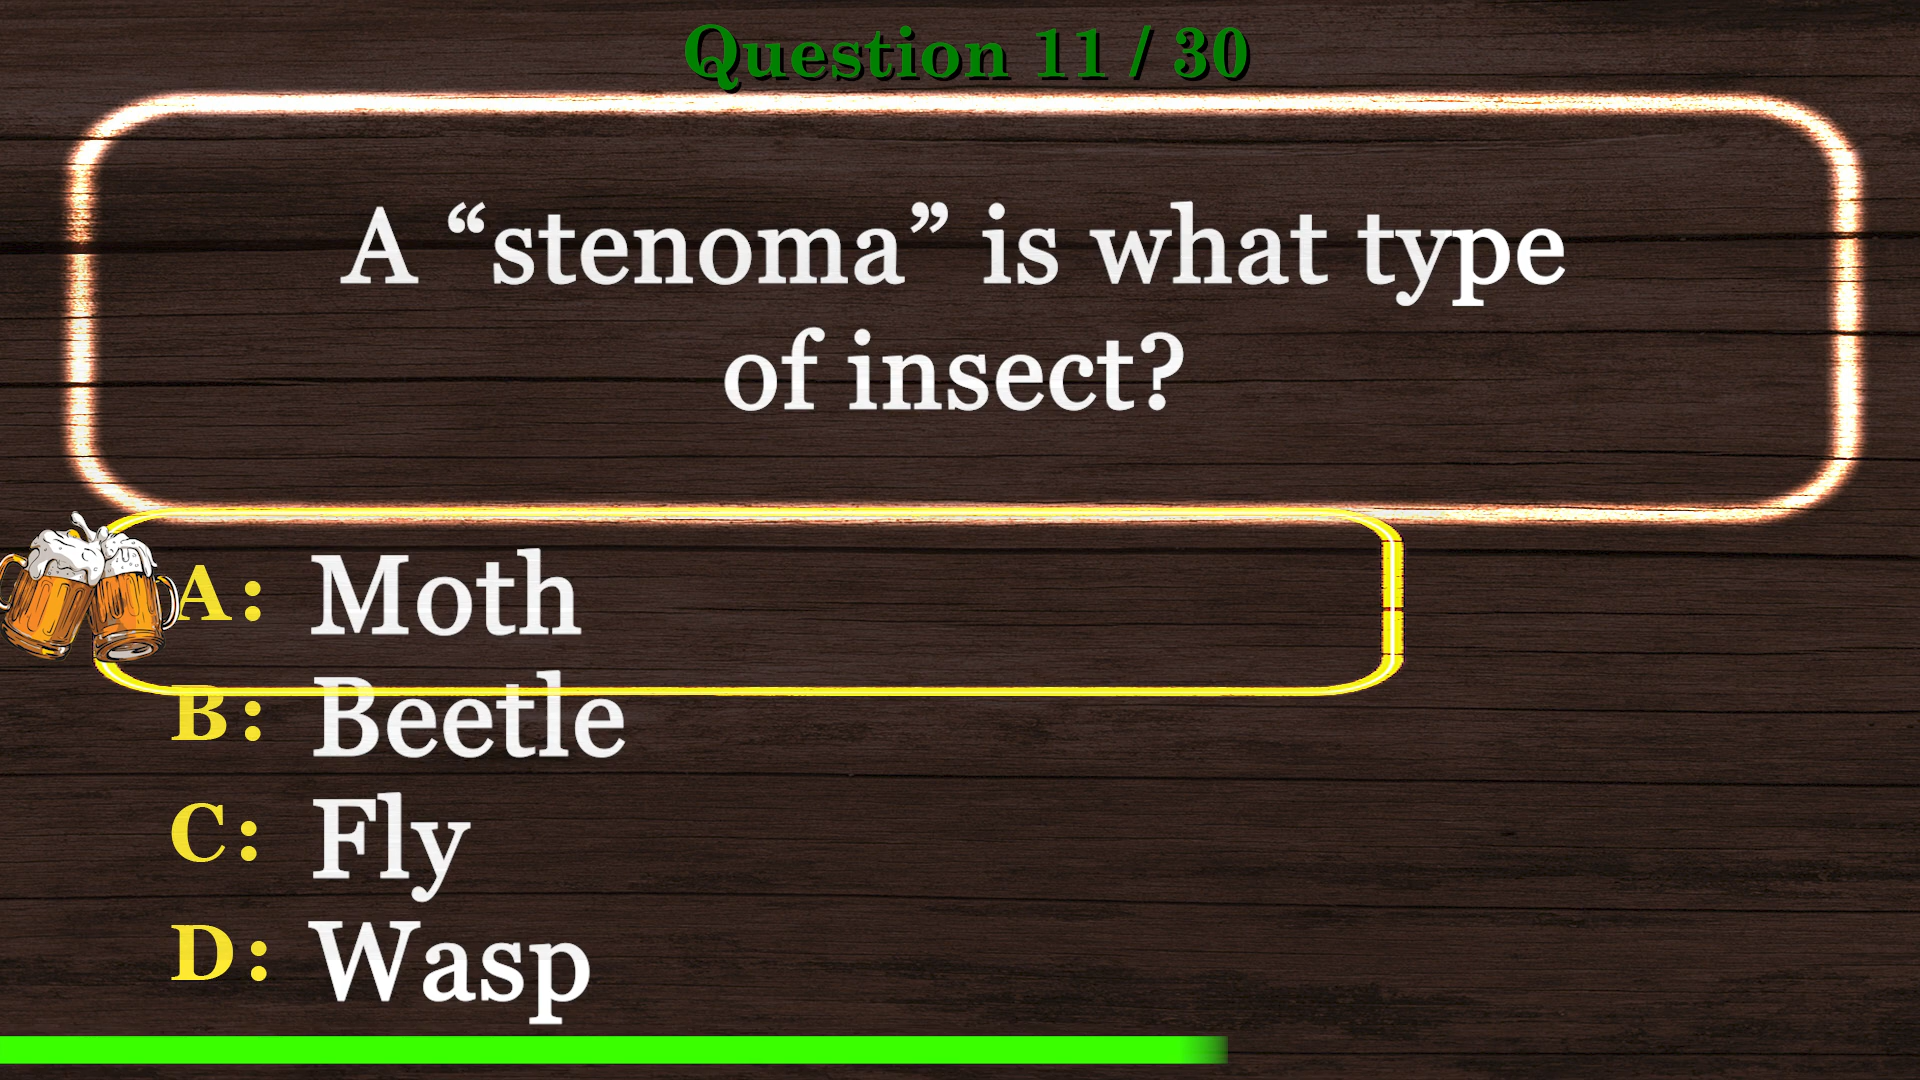 Question 11 / 30
A “stenoma” is what type
of insect?
A: Moth
B: Beetle
C: Fly
D: Wasp